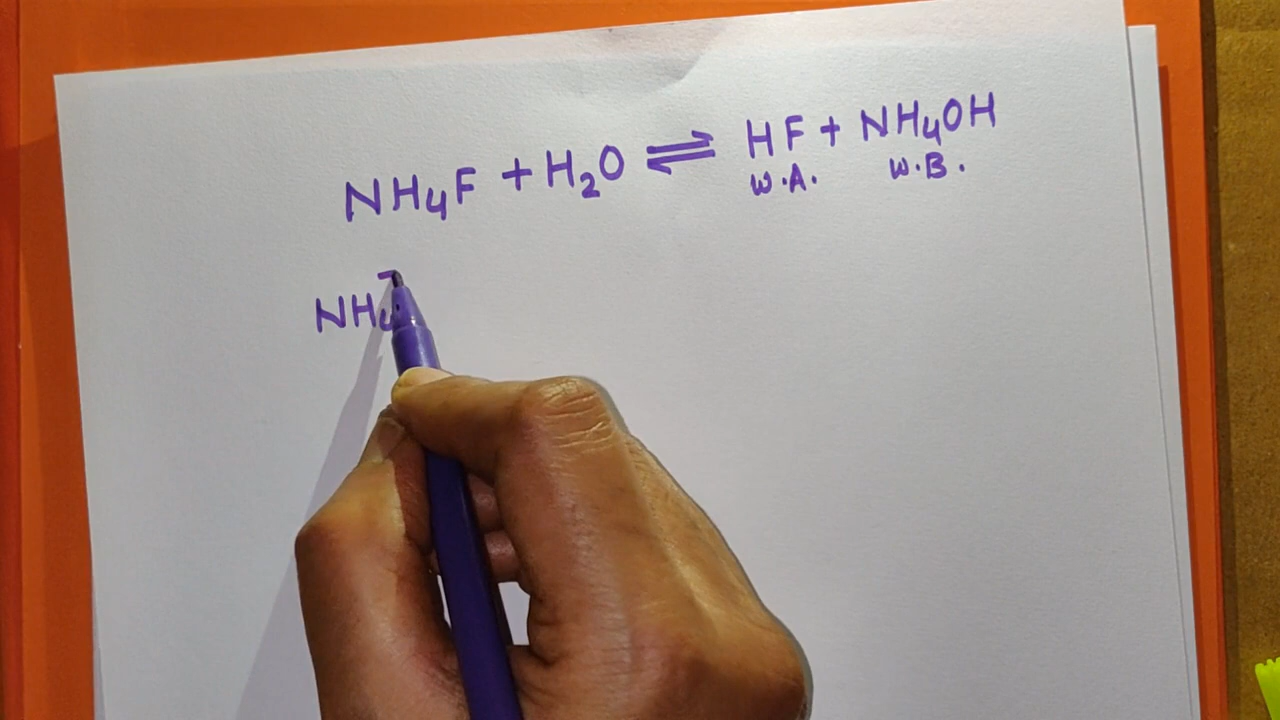 NH₄F + H₂O ⇌ HF + NH₄OH
W.A. W.B.
NH₄